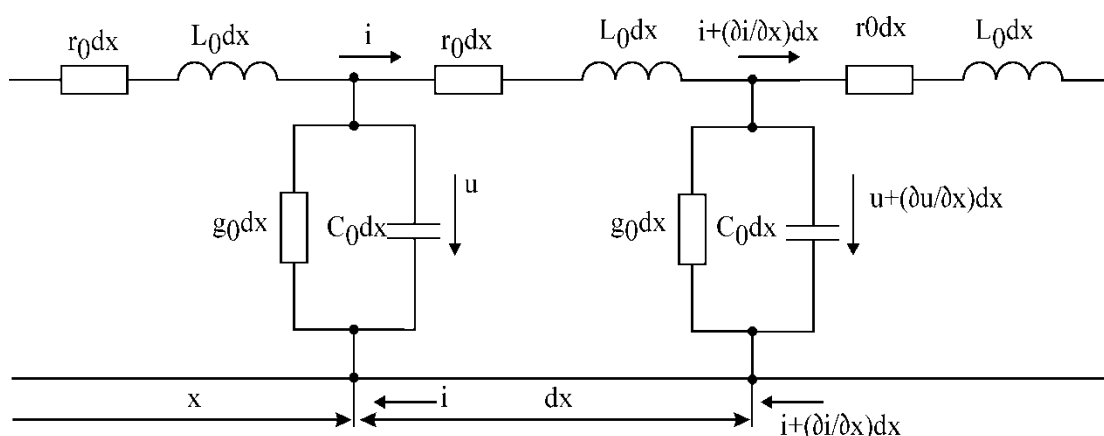 r0dx
L0dx
i
r0dx
L0dx
i+(∂i/∂x)dx
r0dx
L0dx
g0dx
C0dx
u
g0dx
C0dx
u+(∂u/∂x)dx
x
i
dx
i+(∂i/∂x)dx